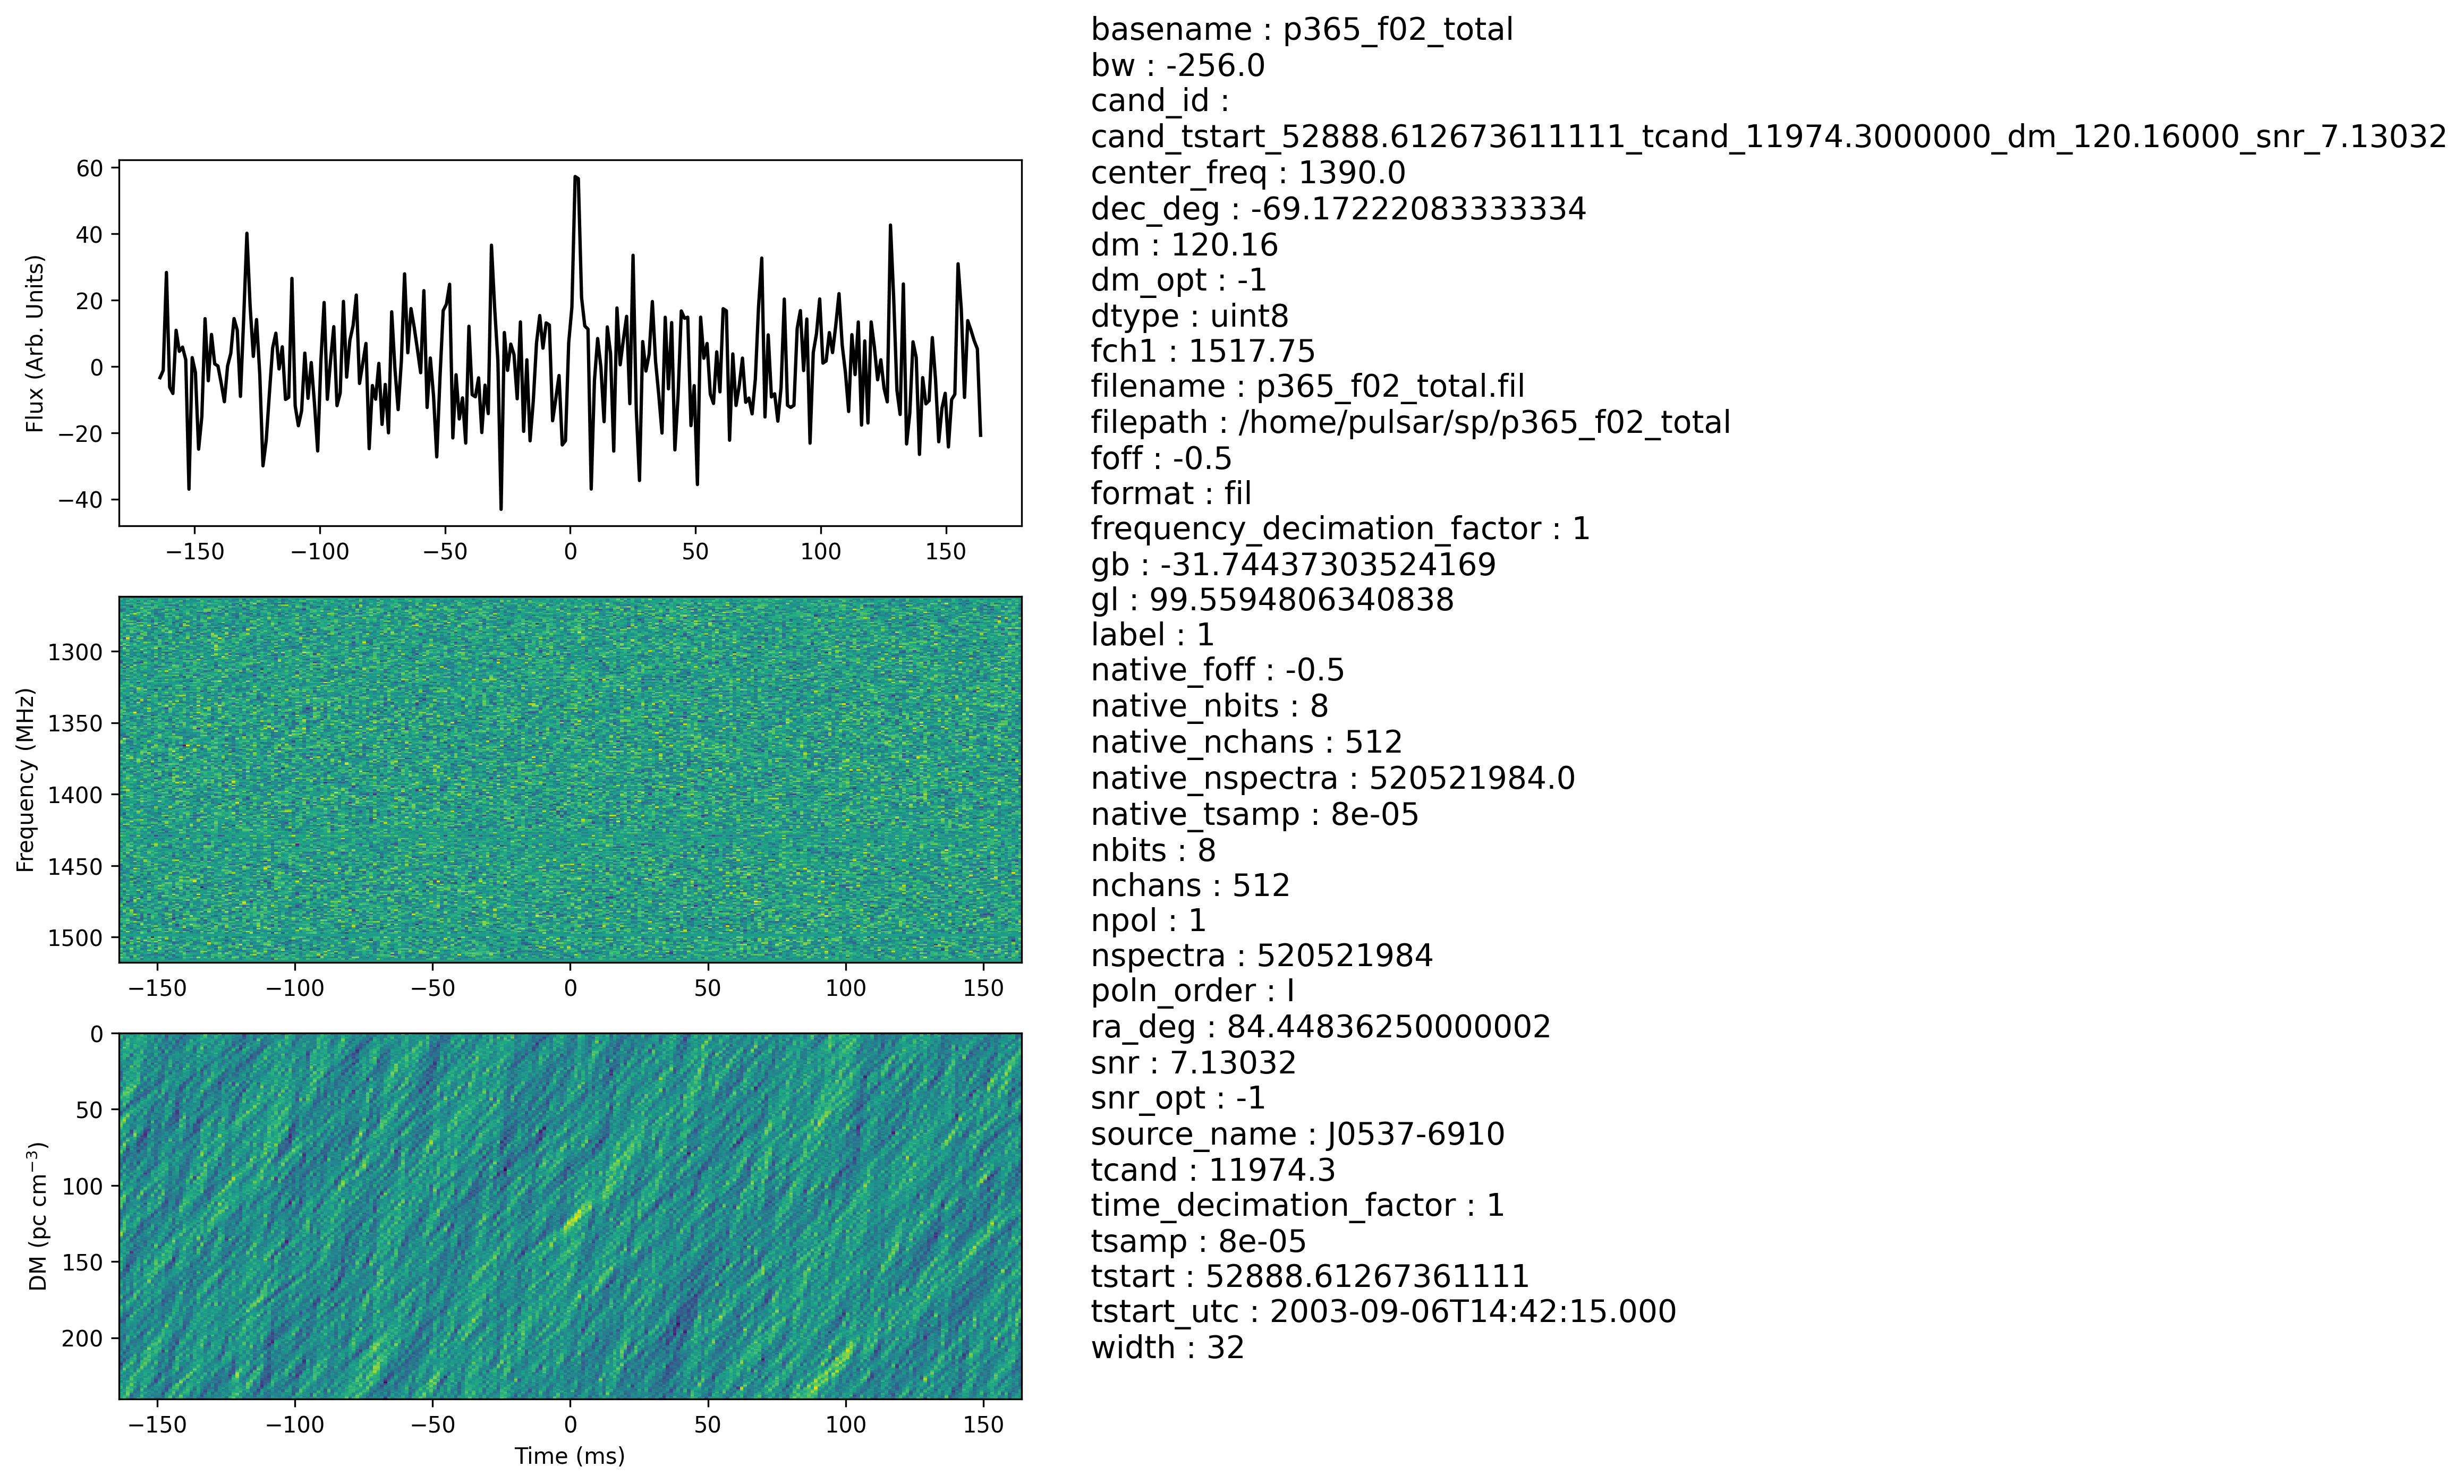 basename : p365_f02_total
bw : -256.0
cand_id :
cand_tstart_52888.612673611111_tcand_11974.3000000_dm_120.16000_snr_7.13032
center_freq : 1390.0
dec_deg : -69.17222083333334
dm : 120.16
dm_opt : -1
dtype : uint8
fch1 : 1517.75
filename : p365_f02_total.fil
filepath : /home/pulsar/sp/p365_f02_total
foff : -0.5
format : fil
frequency_decimation_factor : 1
gb : -31.74437303524169
gl : 99.5594806340838
label : 1
native_foff : -0.5
native_nbits : 8
native_nchans : 512
native_nspectra : 520521984.0
native_tsamp : 8e-05
nbits : 8
nchans : 512
npol : 1
nspectra : 520521984
poln_order : I
ra_deg : 84.44836250000002
snr : 7.13032
snr_opt : -1
source_name : J0537-6910
tcand : 11974.3
time_decimation_factor : 1
tsamp : 8e-05
tstart : 52888.61267361111
tstart_utc : 2003-09-06T14:42:15.000
width : 32
Flux (Arb. Units)
60
40
20
0
−20
−40
−150 −100 −50 0 50 100 150
Frequency (MHz)
1300
1350
1400
1450
1500
−150 −100 −50 0 50 100 150
DM (pc cm⁻³)
0
50
100
150
200
−150 −100 −50 0 50 100 150
Time (ms)